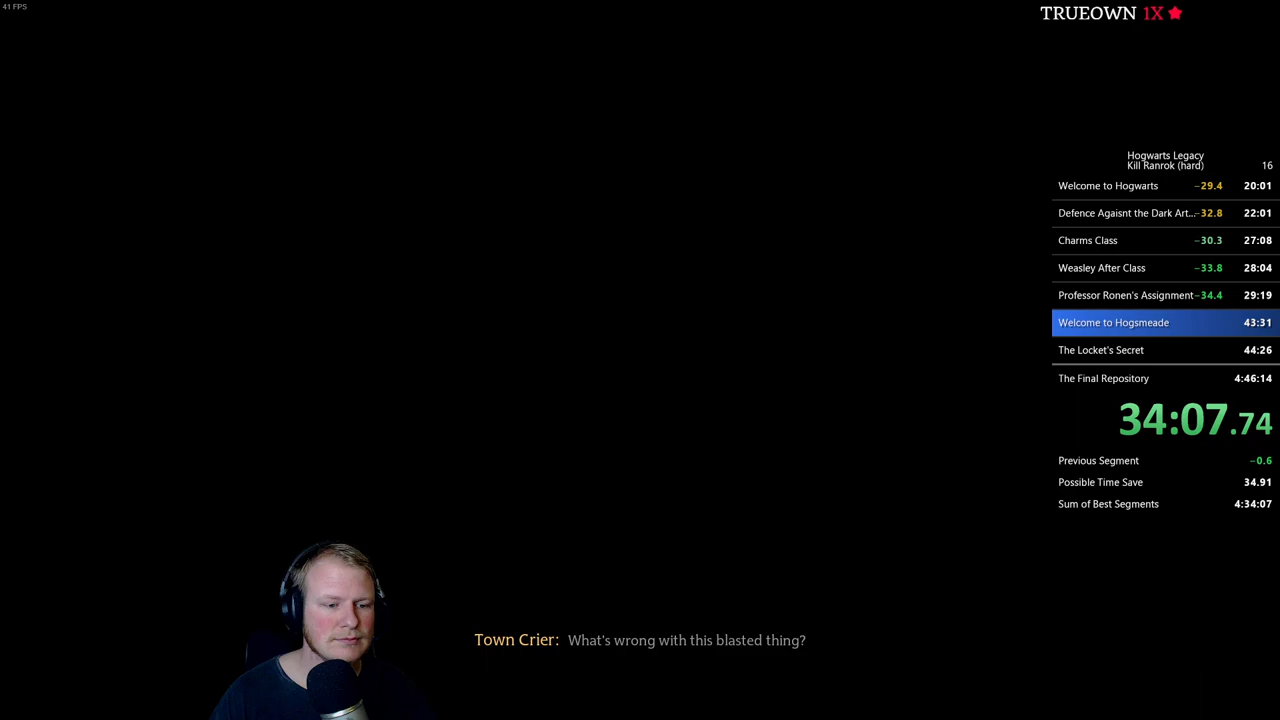 41 FPS
TRUEOWN 1X
Hogwarts Legacy
Kill Ranrok (hard) 16
Welcome to Hogwarts −29.4 20:01
Defence Agaisnt the Dark Art... −32.8 22:01
Charms Class −30.3 27:08
Weasley After Class −33.8 28:04
Professor Ronen's Assignment −34.4 29:19
Welcome to Hogsmeade 43:31
The Locket's Secret 44:26
The Final Repository 4:46:14
34:07.74
Previous Segment −0.6
Possible Time Save 34.91
Sum of Best Segments 4:34:07
Town Crier: What's wrong with this blasted thing?